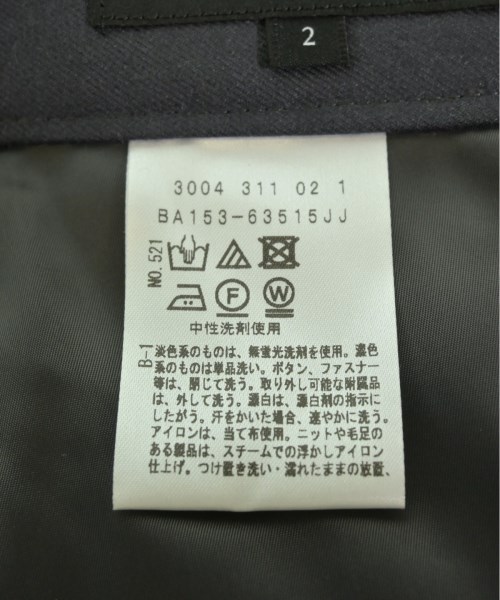 2
3004 311 02 1
BA153-63515JJ
NO.521
F
W
中性洗剤使用
B-1
淡色系のものは、無蛍光洗剤を使用。濃色
系のものは単品洗い。ボタン、ファスナー
等は、閉じて洗う。取り外し可能な附属品
は、外して洗う。漂白は、漂白剤の指示に
したがう。汗をかいた場合、速やかに洗う。
アイロンは、当て布使用。ニットや毛足の
ある製品は、スチームでの浮かしアイロン
仕上げ。つけ置き洗い・濡れたままの放置、